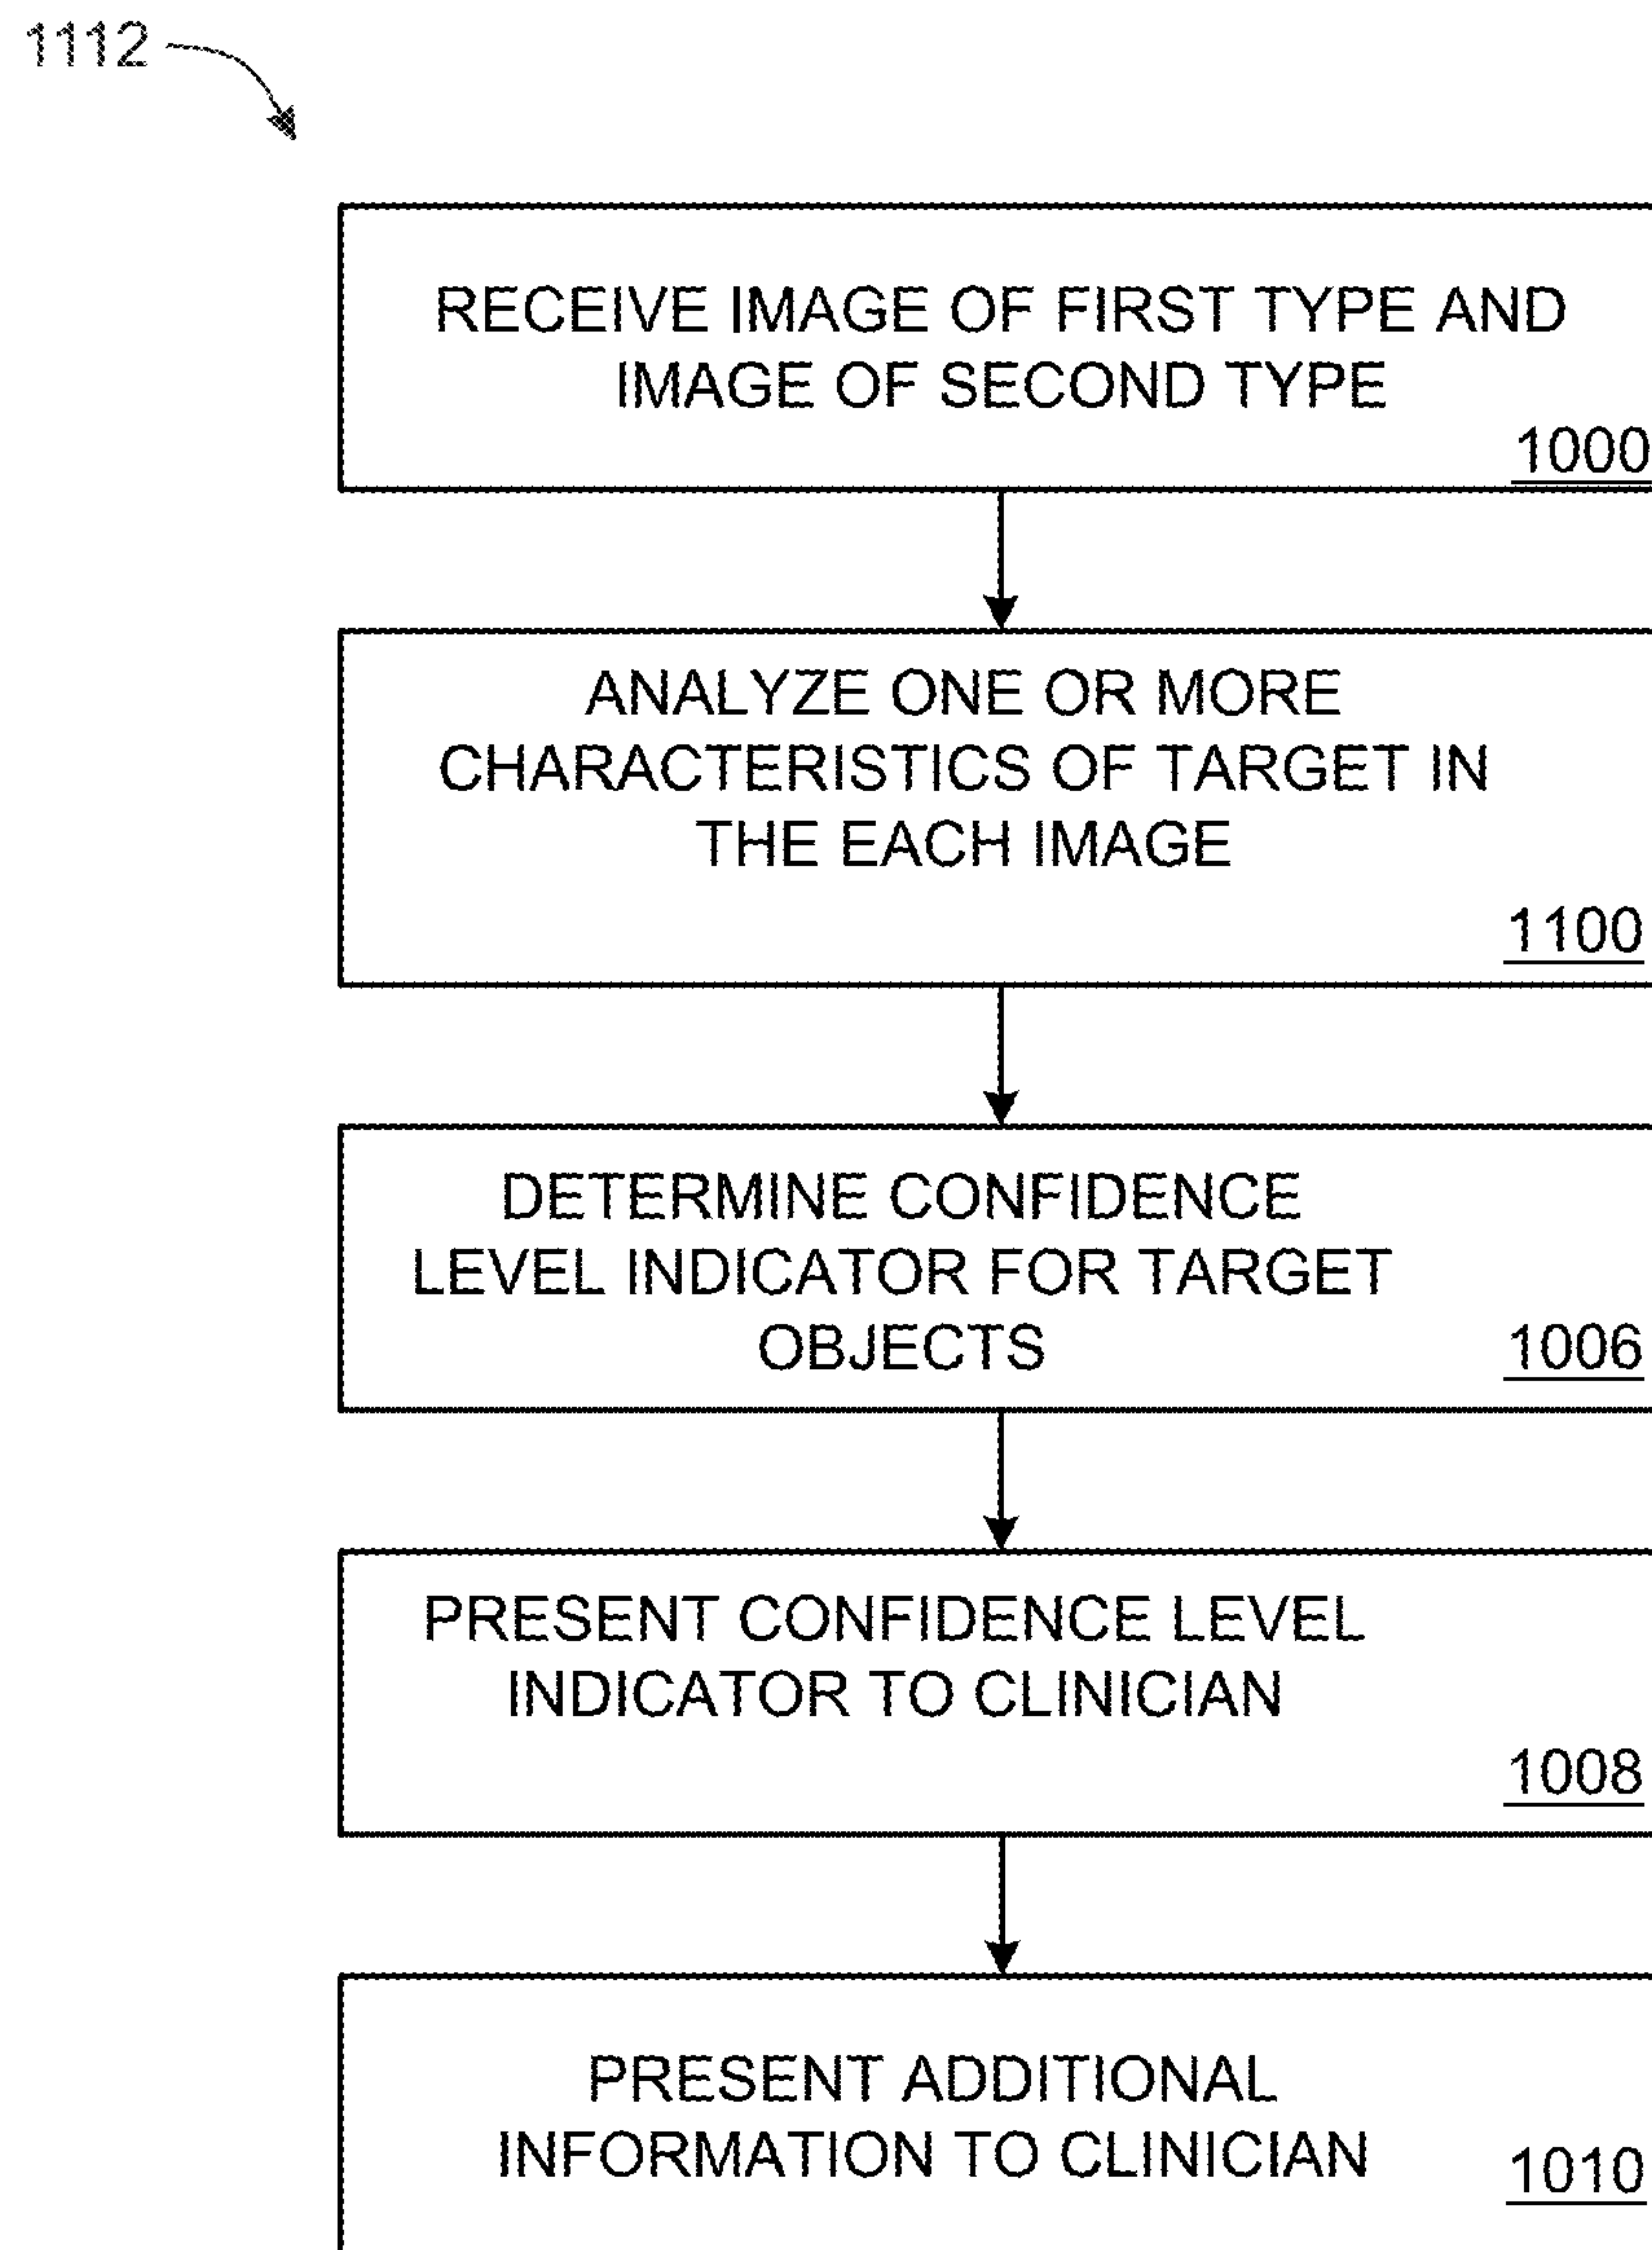 1112
RECEIVE IMAGE OF FIRST TYPE AND
IMAGE OF SECOND TYPE
1000
ANALYZE ONE OR MORE
CHARACTERISTICS OF TARGET IN
THE EACH IMAGE
1100
DETERMINE CONFIDENCE
LEVEL INDICATOR FOR TARGET
OBJECTS
1006
PRESENT CONFIDENCE LEVEL
INDICATOR TO CLINICIAN
1008
PRESENT ADDITIONAL
INFORMATION TO CLINICIAN
1010